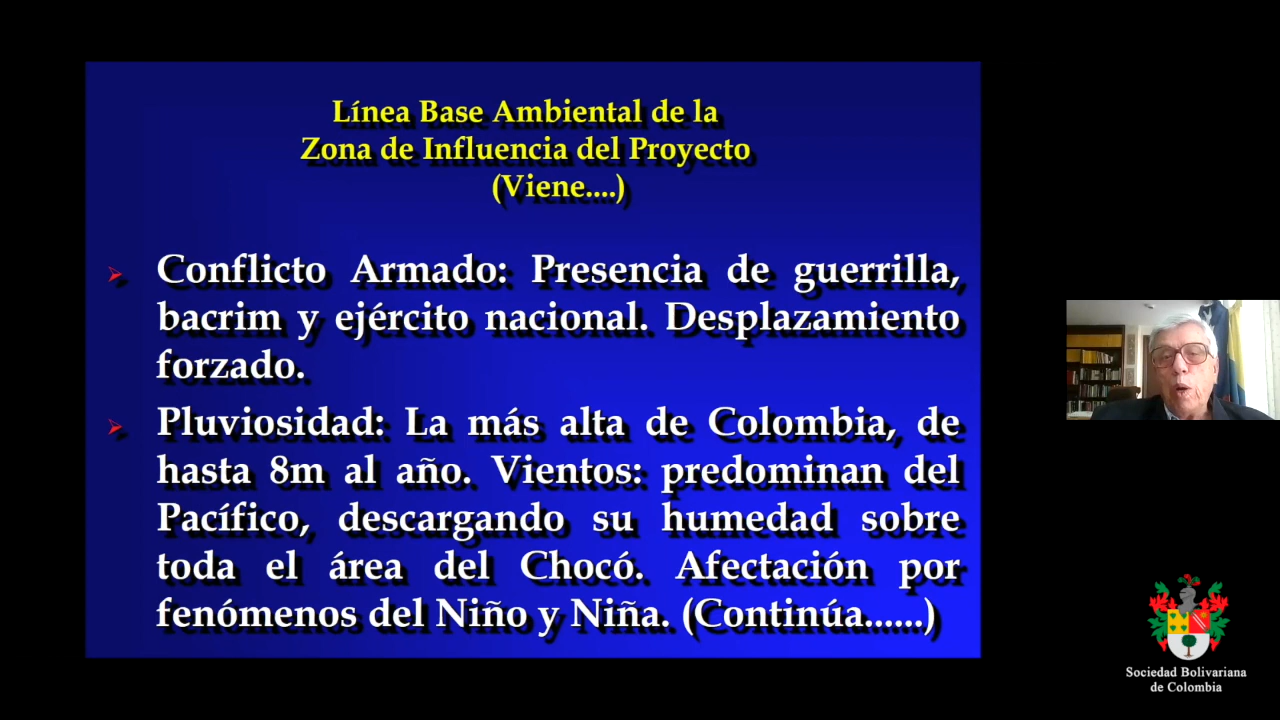 Línea Base Ambiental de la
Zona de Influencia del Proyecto
(Viene....)
Conflicto Armado: Presencia de guerrilla,
bacrim y ejército nacional. Desplazamiento
forzado.
Pluviosidad: La más alta de Colombia, de
hasta 8m al año. Vientos: predominan del
Pacífico, descargando su humedad sobre
toda el área del Chocó. Afectación por
fenómenos del Niño y Niña. (Continúa......)
Sociedad Bolivariana
de Colombia